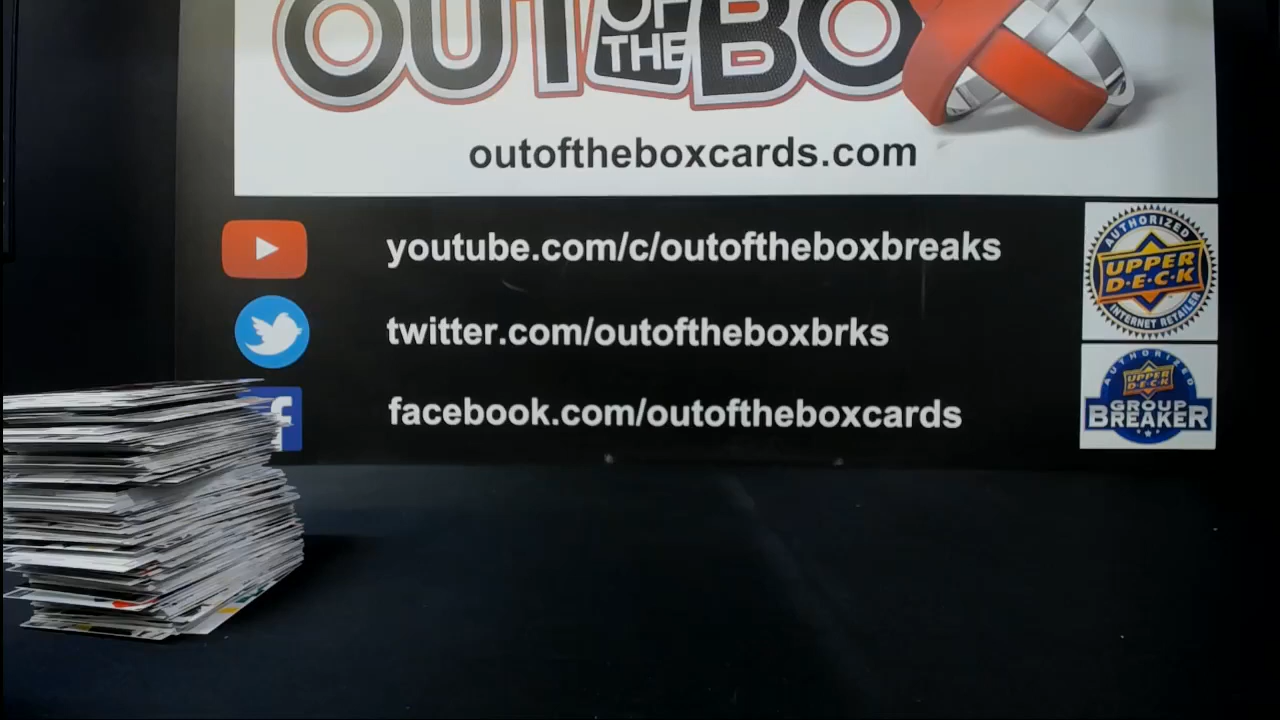 OUT OF THE BOX
outoftheboxcards.com
youtube.com/c/outoftheboxbreaks
twitter.com/outoftheboxbrks
facebook.com/outoftheboxcards
AUTHORIZED
UPPER
D·E·C·K
INTERNET RETAILER
AUTHORIZED
UPPER
DECK
GROUP
BREAKER